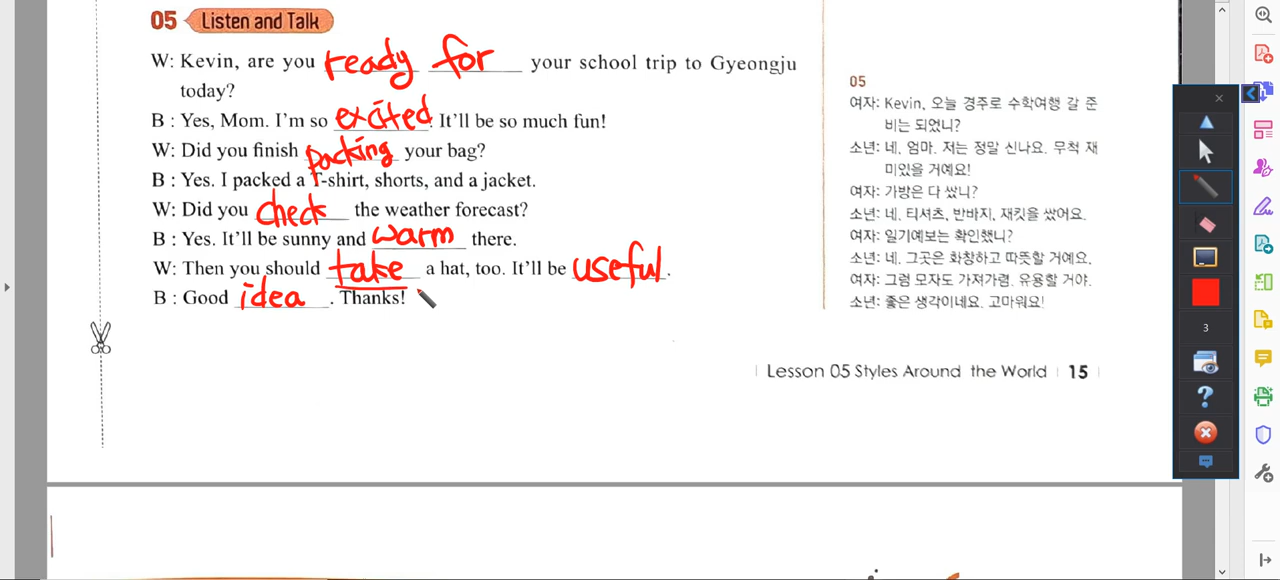 05 Listen and Talk
W: Kevin, are you ready for your school trip to Gyeongju
today?
B : Yes, Mom. I'm so excited. It'll be so much fun!
W: Did you finish packing your bag?
B : Yes. I packed a T-shirt, shorts, and a jacket.
W: Did you check the weather forecast?
B : Yes. It'll be sunny and warm there.
W: Then you should take a hat, too. It'll be useful.
B : Good idea. Thanks!
05
여자: Kevin, 오늘 경주로 수학여행 갈 준
비는 되었니?
소년: 네, 엄마. 저는 정말 신나요. 무척 재
미있을 거예요!
여자: 가방은 다 쌌니?
소년: 네. 티셔츠, 반바지, 재킷을 쌌어요.
여자: 일기예보는 확인했니?
소년: 네. 그곳은 화창하고 따뜻할 거예요.
여자: 그럼 모자도 가져가렴. 유용할 거야.
소년: 좋은 생각이네요. 고마워요!
Lesson 05 Styles Around the World 15
3